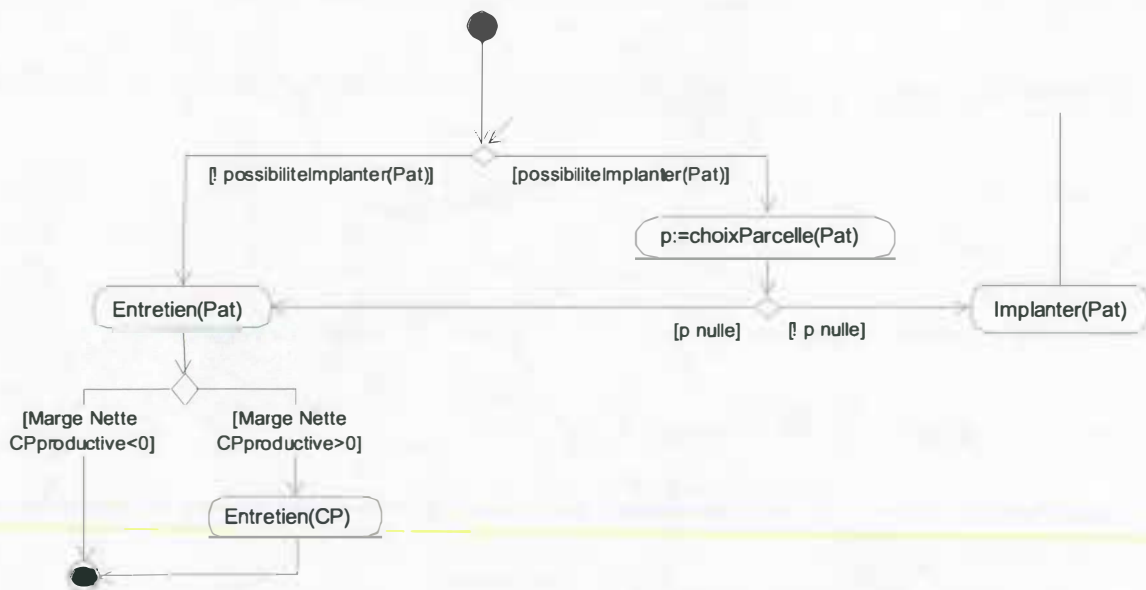 [! possibiliteImplanter(Pat)]
[possibiliteImplanter(Pat)]
p:=choixParcelle(Pat)
Entretien(Pat)
Implanter(Pat)
[p nulle]
[! p nulle]
[Marge Nette
CPproductive<0]
[Marge Nette
CPproductive>0]
Entretien(CP)